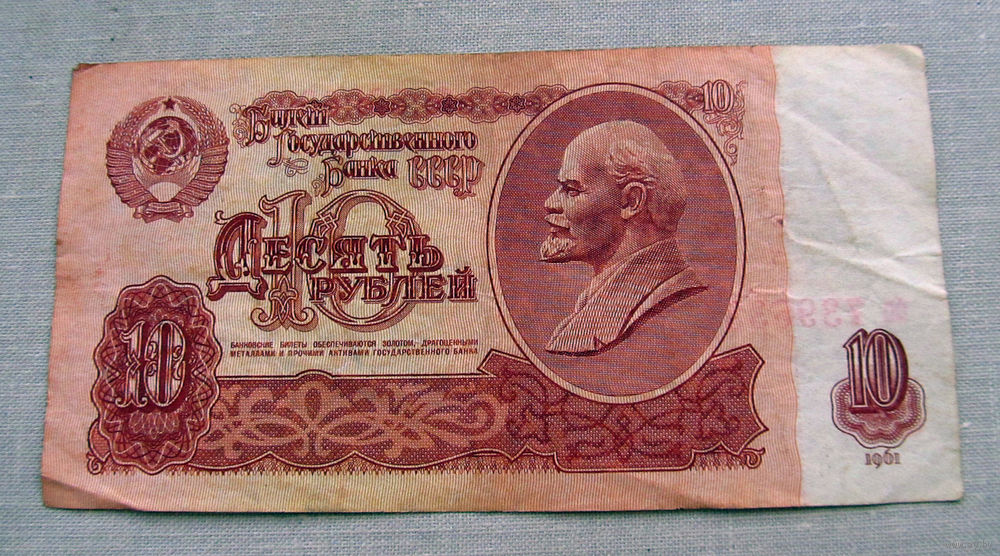 Билет
Государственного
Банка СССР
10
10
Десять
рублей
БАНКОВСКИЕ БИЛЕТЫ ОБЕСПЕЧИВАЮТСЯ ЗОЛОТОМ, ДРАГОЦЕННЫМИ
МЕТАЛЛАМИ И ПРОЧИМИ АКТИВАМИ ГОСУДАРСТВЕННОГО БАНКА
10
10
1961